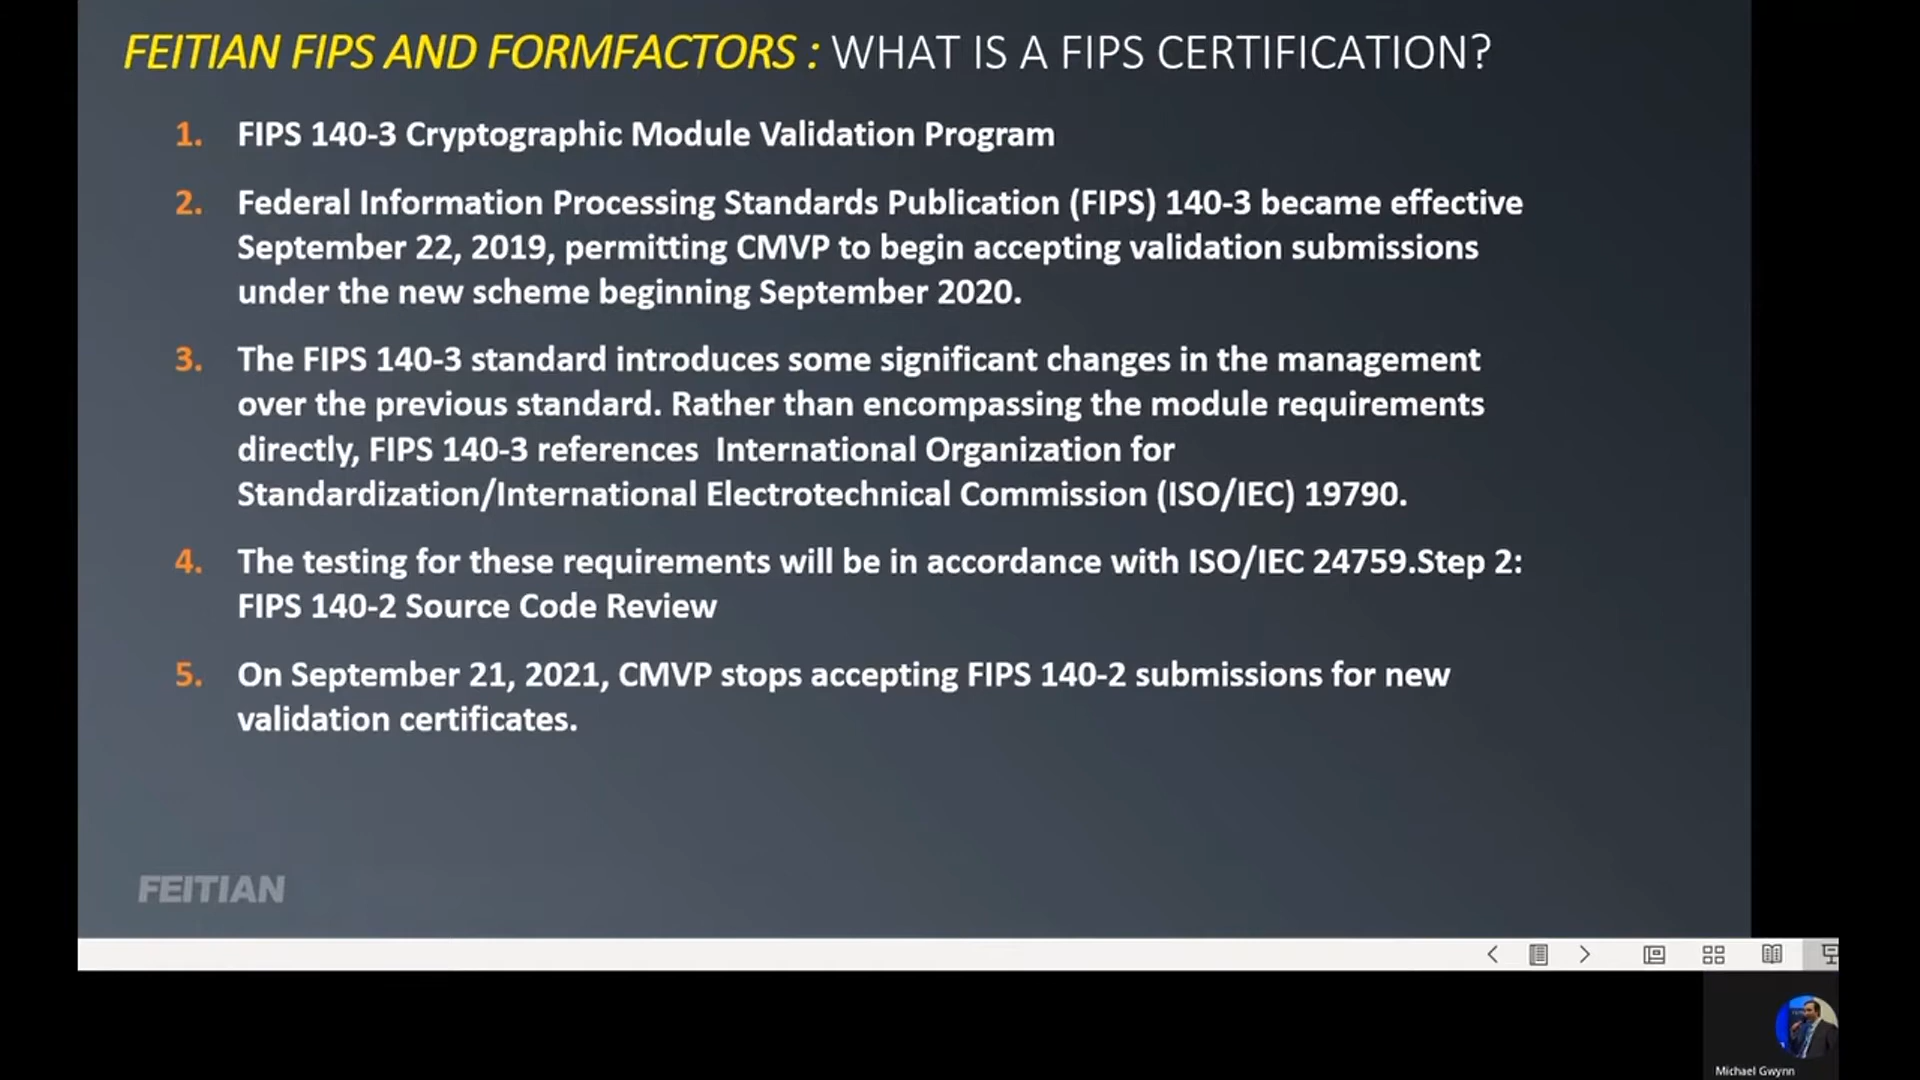 FEITIAN FIPS AND FORMFACTORS : WHAT IS A FIPS CERTIFICATION?
1. FIPS 140-3 Cryptographic Module Validation Program
2. Federal Information Processing Standards Publication (FIPS) 140-3 became effective
September 22, 2019, permitting CMVP to begin accepting validation submissions
under the new scheme beginning September 2020.
3. The FIPS 140-3 standard introduces some significant changes in the management
over the previous standard. Rather than encompassing the module requirements
directly, FIPS 140-3 references  International Organization for
Standardization/International Electrotechnical Commission (ISO/IEC) 19790.
4. The testing for these requirements will be in accordance with ISO/IEC 24759.Step 2:
FIPS 140-2 Source Code Review
5. On September 21, 2021, CMVP stops accepting FIPS 140-2 submissions for new
validation certificates.
FEITIAN
Michael Gwynn